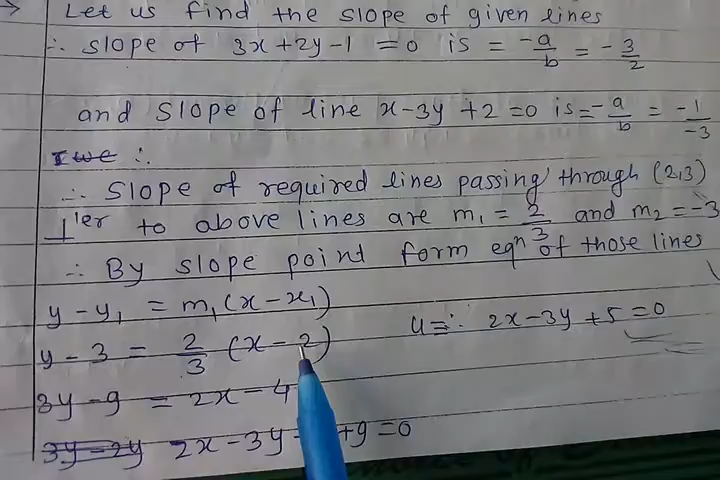 → Let us find the slope of given lines
∴ slope of 3x+2y-1 = 0 is = -a/b = -3/2
and slope of line x-3y+2=0 is = -a/b = -1/-3
∴
∴ Slope of required lines passing through (2,3)
⊥'er to above lines are m₁ = 2/3 and m₂ = -3
∴ By slope point form eqⁿ of those lines
y-y₁ = m₁(x-x₁)
y-3 = 2/3 (x-2)
3y-9 = 2x-4
3y-2y 2x-3y- +9=0
u=∴ 2x-3y+5=0